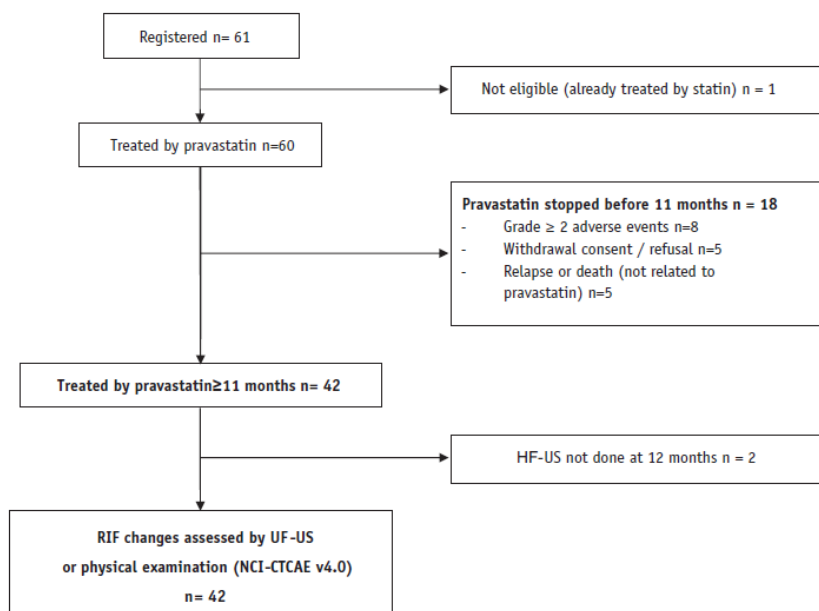 Registered n= 61
Not eligible (already treated by statin) n = 1
Treated by pravastatin n=60
Pravastatin stopped before 11 months n = 18
- Grade ≥ 2 adverse events n=8
- Withdrawal consent / refusal n=5
- Relapse or death (not related to
pravastatin) n=5
Treated by pravastatin≥11 months n= 42
HF-US not done at 12 months n = 2
RIF changes assessed by UF-US
or physical examination (NCI-CTCAE v4.0)
n= 42